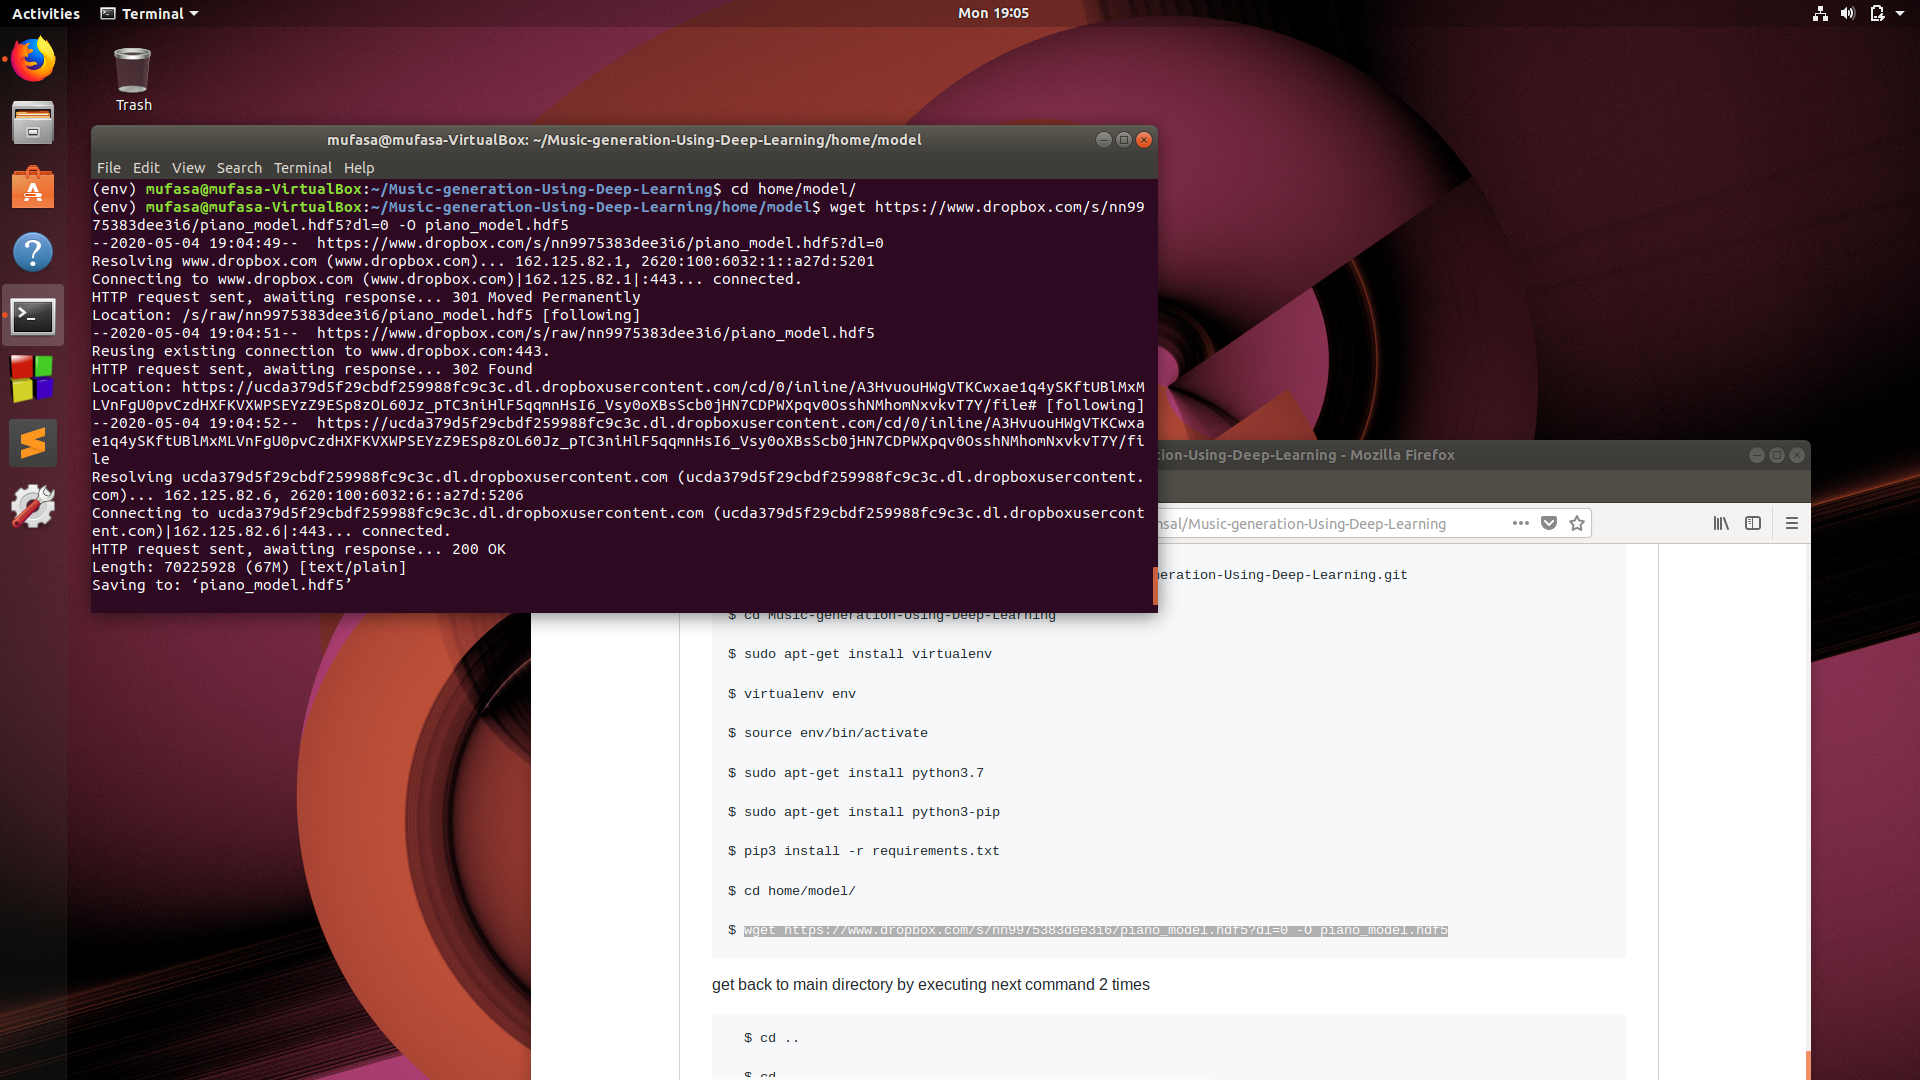 Activities
Terminal
Mon 19:05
Trash
mufasa@mufasa-VirtualBox: ~/Music-generation-Using-Deep-Learning/home/model
File Edit View Search Terminal Help
(env) mufasa@mufasa-VirtualBox:~/Music-generation-Using-Deep-Learning$ cd home/model/
(env) mufasa@mufasa-VirtualBox:~/Music-generation-Using-Deep-Learning/home/model$ wget https://www.dropbox.com/s/nn99
75383dee3i6/piano_model.hdf5?dl=0 -O piano_model.hdf5
--2020-05-04 19:04:49--  https://www.dropbox.com/s/nn9975383dee3i6/piano_model.hdf5?dl=0
Resolving www.dropbox.com (www.dropbox.com)... 162.125.82.1, 2620:100:6032:1::a27d:5201
Connecting to www.dropbox.com (www.dropbox.com)|162.125.82.1|:443... connected.
HTTP request sent, awaiting response... 301 Moved Permanently
Location: /s/raw/nn9975383dee3i6/piano_model.hdf5 [following]
--2020-05-04 19:04:51--  https://www.dropbox.com/s/raw/nn9975383dee3i6/piano_model.hdf5
Reusing existing connection to www.dropbox.com:443.
HTTP request sent, awaiting response... 302 Found
Location: https://ucda379d5f29cbdf259988fc9c3c.dl.dropboxusercontent.com/cd/0/inline/A3HvuouHWgVTKCwxae1q4ySKftUBlMxM
LVnFgU0pvCzdHXFKVXWPSEYzZ9ESp8zOL60Jz_pTC3niHlF5qqmnHsI6_Vsy0oXBsScb0jHN7CDPWXpqv0OsshNMhomNxvkvT7Y/file# [following]
--2020-05-04 19:04:52--  https://ucda379d5f29cbdf259988fc9c3c.dl.dropboxusercontent.com/cd/0/inline/A3HvuouHWgVTKCwxa
e1q4ySKftUBlMxMLVnFgU0pvCzdHXFKVXWPSEYzZ9ESp8zOL60Jz_pTC3niHlF5qqmnHsI6_Vsy0oXBsScb0jHN7CDPWXpqv0OsshNMhomNxvkvT7Y/fi
le
Resolving ucda379d5f29cbdf259988fc9c3c.dl.dropboxusercontent.com (ucda379d5f29cbdf259988fc9c3c.dl.dropboxusercontent.
com)... 162.125.82.6, 2620:100:6032:6::a27d:5206
Connecting to ucda379d5f29cbdf259988fc9c3c.dl.dropboxusercontent.com (ucda379d5f29cbdf259988fc9c3c.dl.dropboxusercont
ent.com)|162.125.82.6|:443... connected.
HTTP request sent, awaiting response... 200 OK
Length: 70225928 (67M) [text/plain]
Saving to: ‘piano_model.hdf5’
ion-Using-Deep-Learning - Mozilla Firefox
nsal/Music-generation-Using-Deep-Learning
neration-Using-Deep-Learning.git
$ cd Music-generation-Using-Deep-Learning
$ sudo apt-get install virtualenv
$ virtualenv env
$ source env/bin/activate
$ sudo apt-get install python3.7
$ sudo apt-get install python3-pip
$ pip3 install -r requirements.txt
$ cd home/model/
$ wget https://www.dropbox.com/s/nn9975383dee3i6/piano_model.hdf5?dl=0 -O piano_model.hdf5
get back to main directory by executing next command 2 times
$ cd ..
$ cd